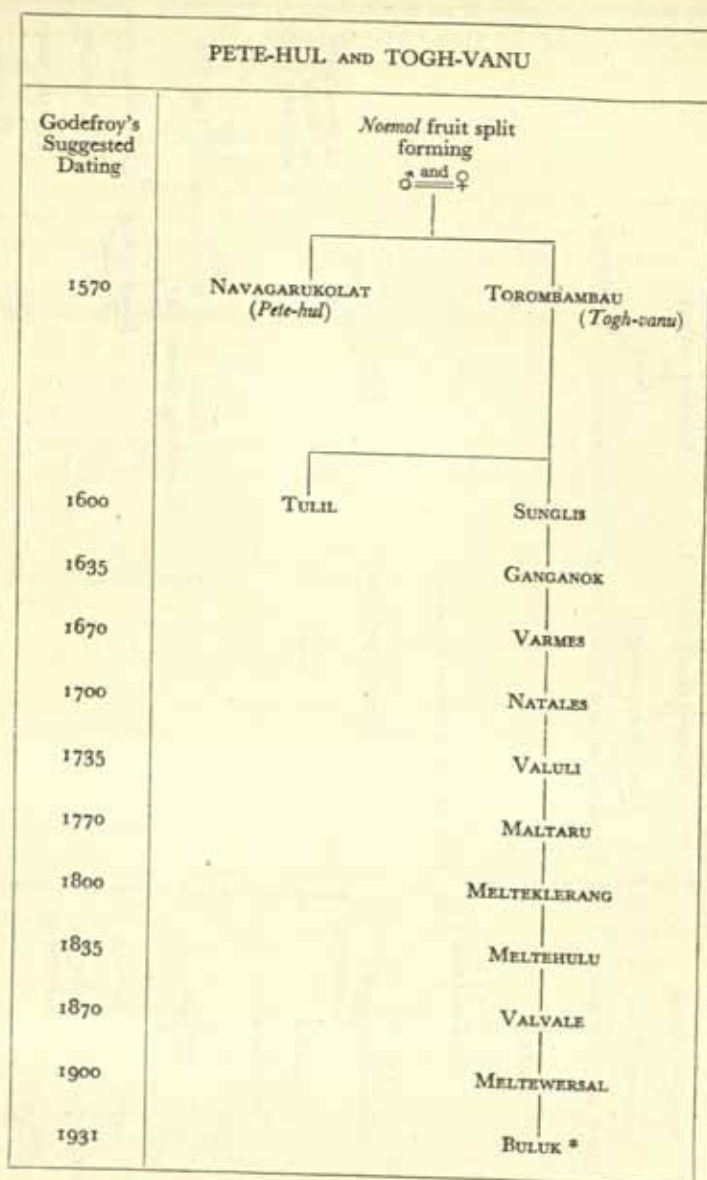 PETE-HUL AND TOGH-VANU
Godefroy's
Suggested
Dating
Noemol fruit split
forming
♂ and ♀
1570 NAVAGARUKOLAT TOROMBAMBAU
(Pete-hul) (Togh-vanu)
1600 TULIL SUNGLIS
1635 GANGANOK
1670 VARMES
1700 NATALES
1735 VALULI
1770 MALTARU
1800 MELTEKLERANG
1835 MELTEHULU
1870 VALVALE
1900 MELTEWERSAL
1931 BULUK *